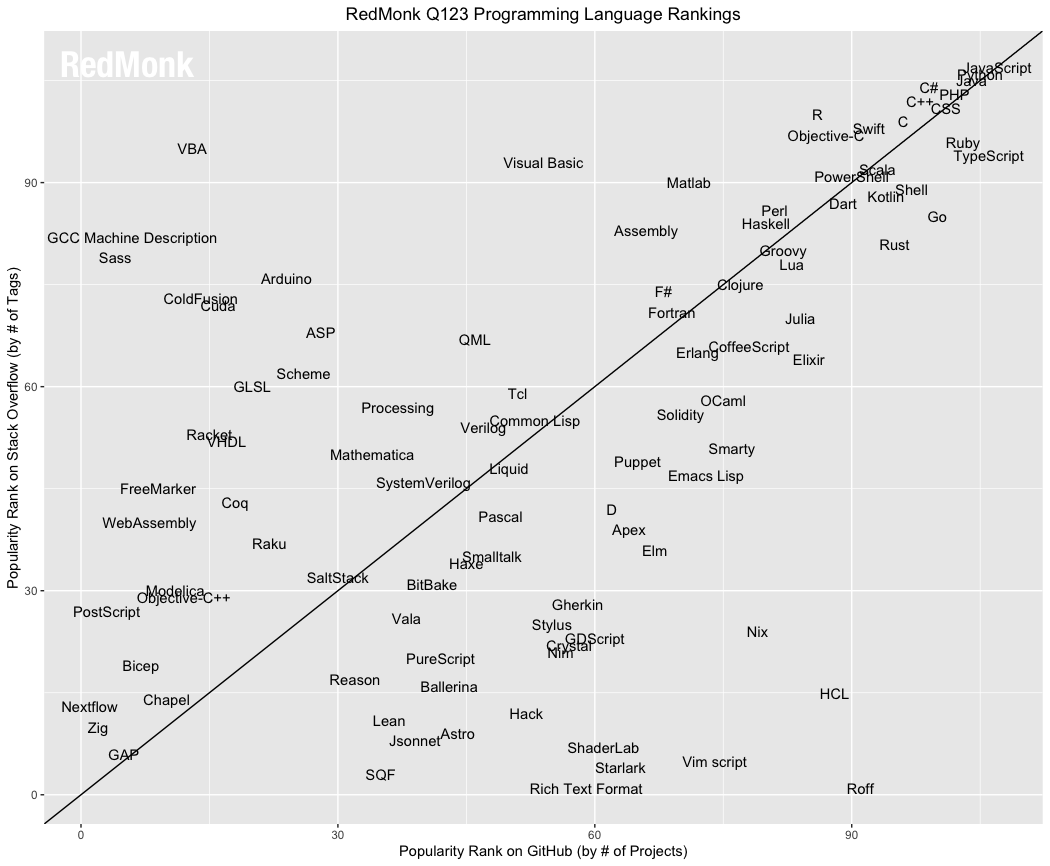 RedMonk Q123 Programming Language Rankings
RedMonk
JavaScript
Python
Java
C#
PHP
C++
CSS
R
C
Swift
Objective-C
Ruby
VBA
TypeScript
Visual Basic
Scala
PowerShell
90
Matlab
Shell
Kotlin
Dart
Perl
Go
Haskell
Assembly
GCC Machine Description
Rust
Groovy
Sass
Lua
Arduino
Clojure
F#
ColdFusion
Cuda
Fortran
Julia
ASP
QML
CoffeeScript
Erlang
Elixir
Scheme
60
GLSL
Tcl
OCaml
Processing
Solidity
Common Lisp
Verilog
Racket
VHDL
Smarty
Mathematica
Puppet
Liquid
Emacs Lisp
SystemVerilog
FreeMarker
Coq
D
Pascal
WebAssembly
Apex
Raku
Elm
Smalltalk
Haxe
SaltStack
BitBake
30
Modelica
Objective-C++
Gherkin
PostScript
Vala
Stylus
Nix
GDScript
Crystal
Nim
PureScript
Bicep
Reason
Ballerina
HCL
Chapel
Nextflow
Hack
Lean
Zig
Astro
Jsonnet
ShaderLab
GAP
Vim script
Starlark
SQF
Rich Text Format
Roff
0
0
30
60
90
Popularity Rank on GitHub (by # of Projects)
Popularity Rank on Stack Overflow (by # of Tags)